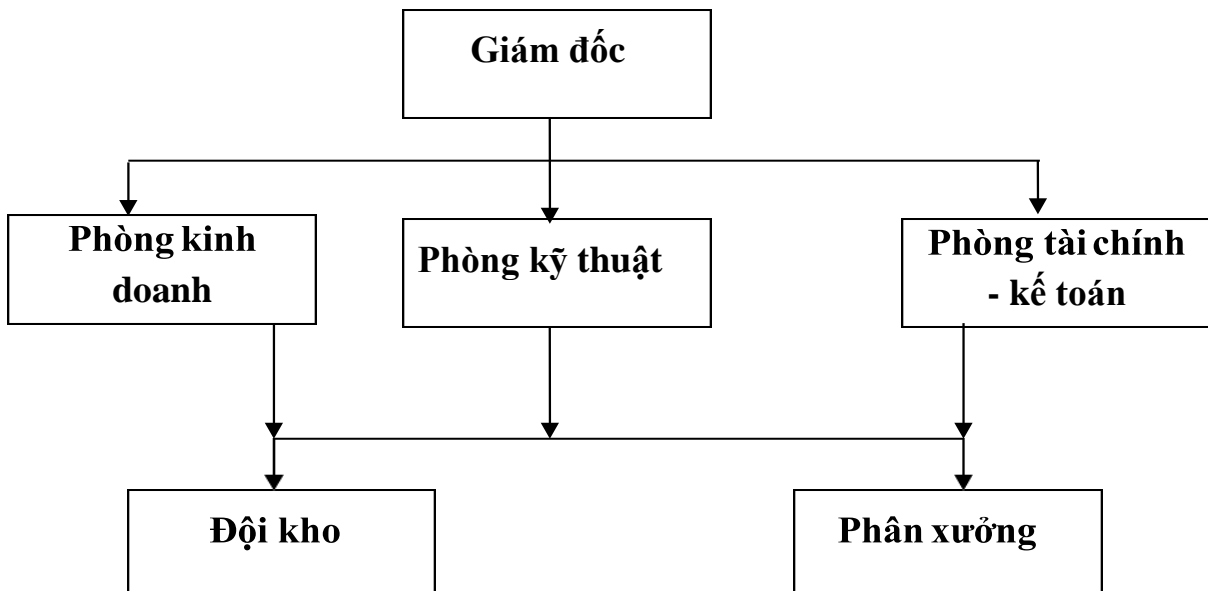 Giám đốc
Phòng kinh
doanh
Phòng kỹ thuật
Phòng tài chính
- kế toán
Đội kho
Phân xưởng